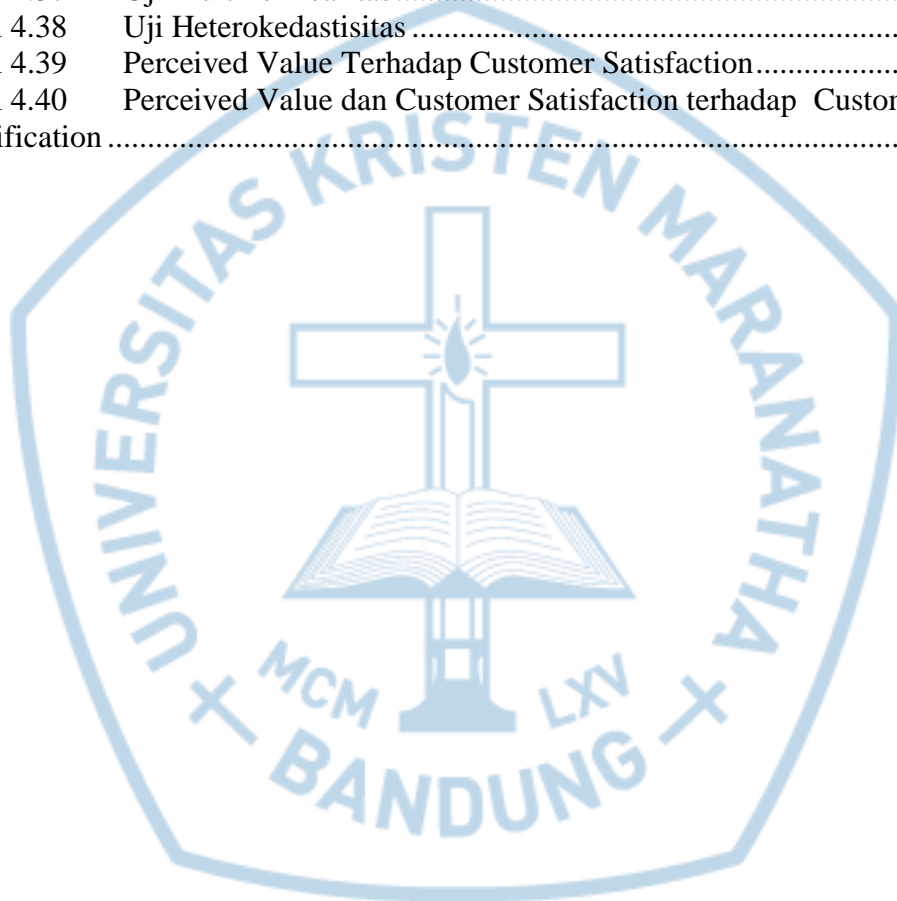 4.38 Uji Heterokedastisitas
4.39 Perceived Value Terhadap Customer Satisfaction
4.40 Perceived Value dan Customer Satisfaction terhadap Custom
ification
UNIVERSITAS KRISTEN MARANATHA
MCM LXV
BANDUNG